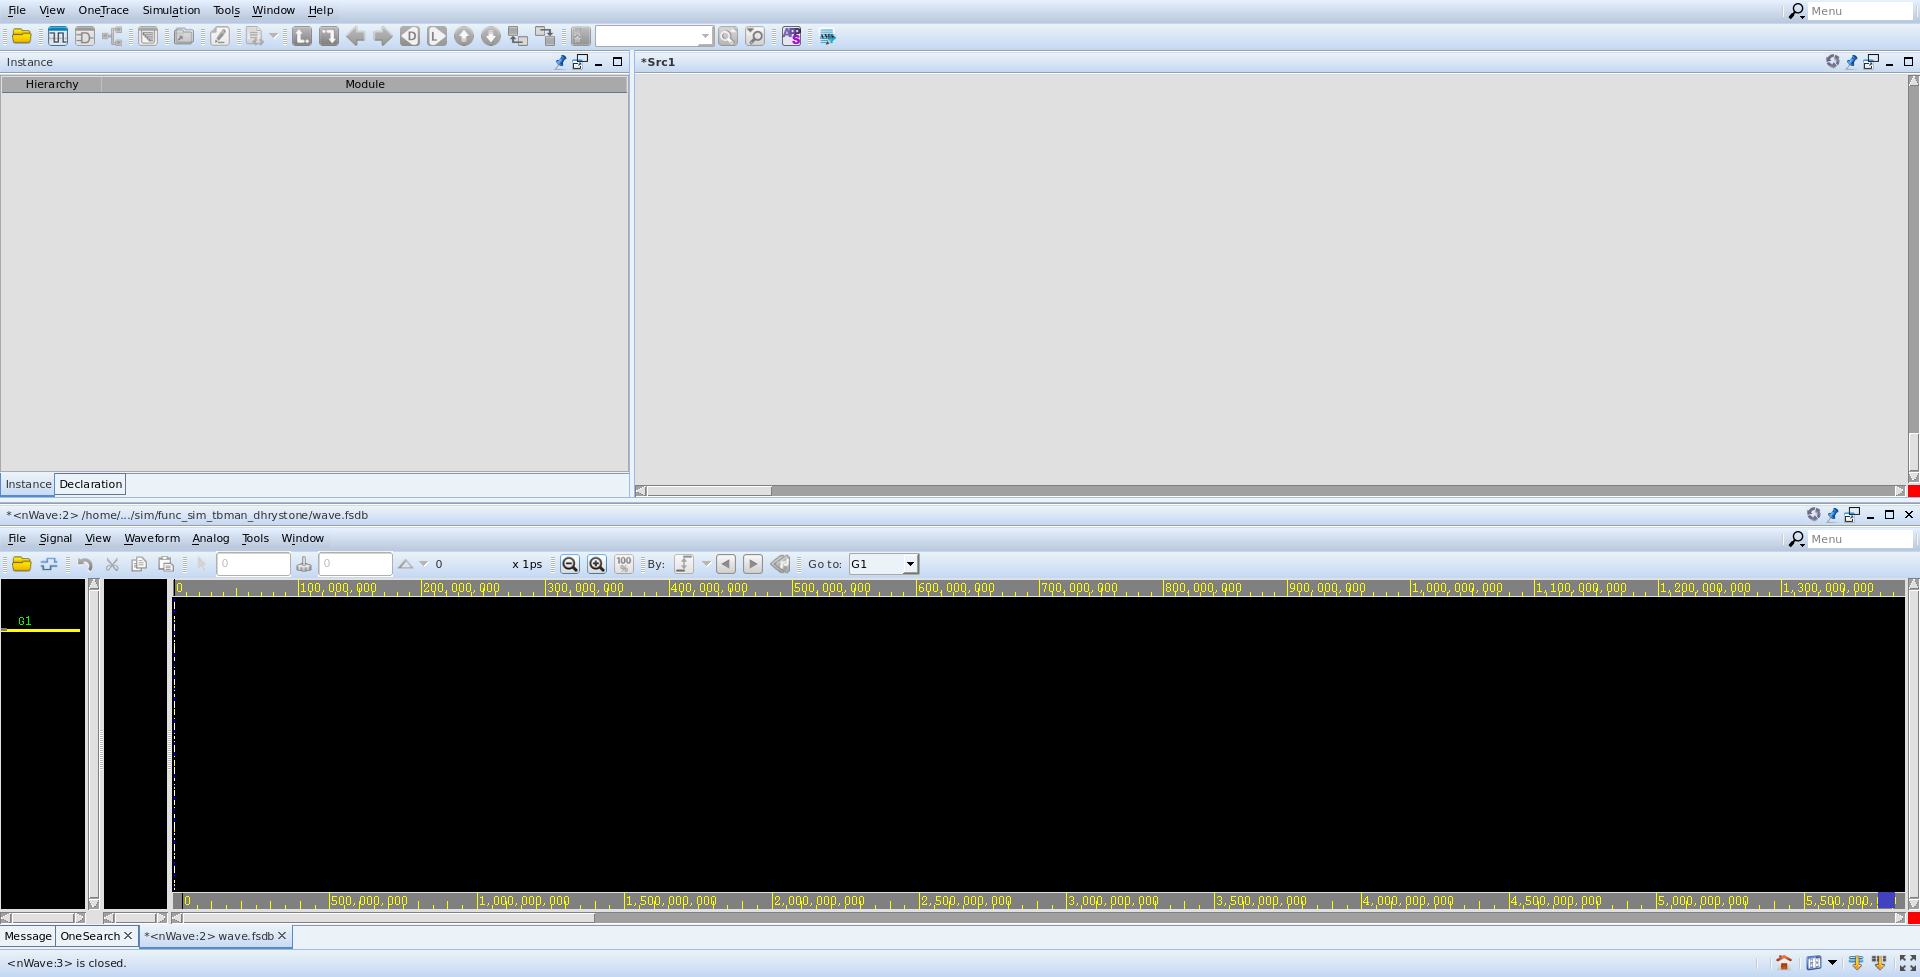 File View OneTrace Simulation Tools Window Help Menu
Instance
*Src1
Hierarchy Module
Instance Declaration
*<nWave:2> /home/.../sim/func_sim_tbman_dhrystone/wave.fsdb
File Signal View Waveform Analog Tools Window Menu
0 0 0 x 1ps 100 % By: Go to: G1
0 100,000,000 200,000,000 300,000,000 400,000,000 500,000,000 600,000,000 700,000,000 800,000,000 900,000,000 1,000,000,000 1,100,000,000 1,200,000,000 1,300,000,000
G1
0 500,000,000 1,000,000,000 1,500,000,000 2,000,000,000 2,500,000,000 3,000,000,000 3,500,000,000 4,000,000,000 4,500,000,000 5,000,000,000 5,500,000,
Message OneSearch *<nWave:2> wave.fsdb
<nWave:3> is closed.